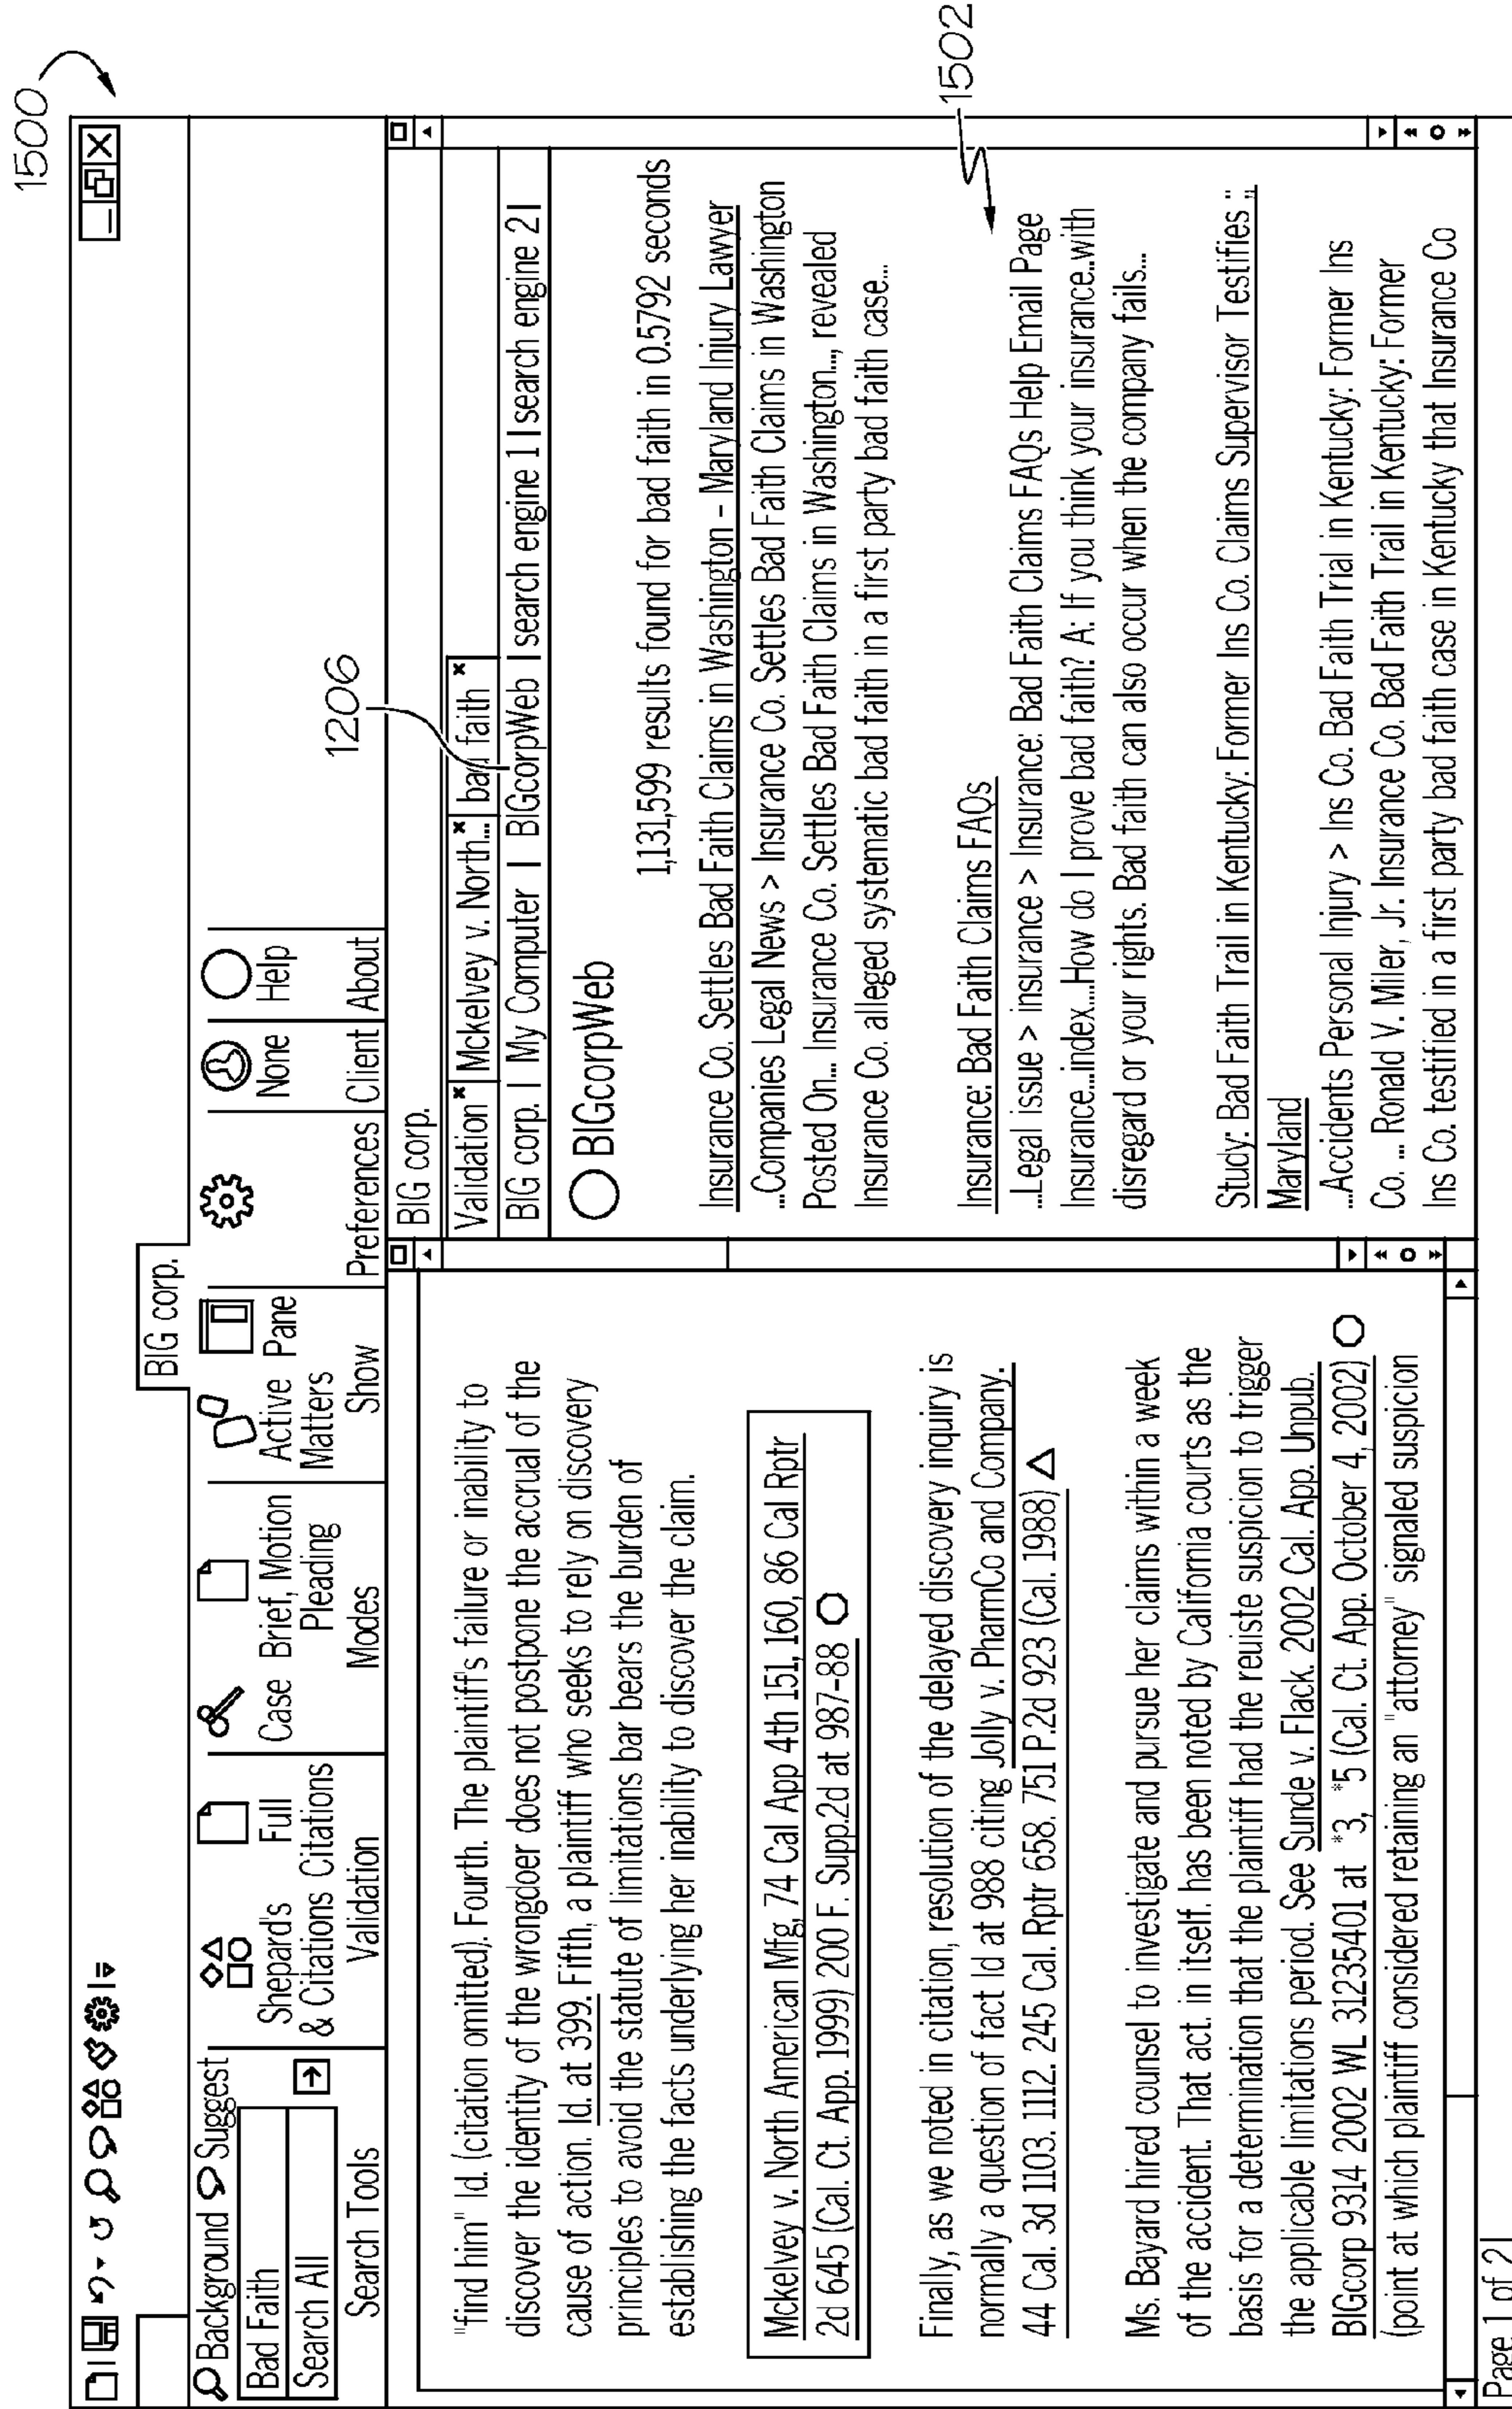 1500
BIG corp.
Background Suggest
Bad Faith
Search All
Search Tools
Shepard's
& Citations
Full
Citations
Validation
Case
Brief, Motion
Pleading
Modes
Active
Matters
Pane
Show
Preferences
None
Client
Help
About
1206
"find him" Id. (citation omitted). Fourth. The plaintiff's failure or inability to
discover the identity of the wrongdoer does not postpone the accrual of the
cause of action. Id. at 399. Fifth, a plaintiff who seeks to rely on discovery
principles to avoid the statute of limitations bar bears the burden of
establishing the facts underlying her inability to discover the claim.
Mckelvey v. North American Mfg, 74 Cal App 4th 151, 160, 86 Cal Rptr
2d 645 (Cal. Ct. App. 1999) 200 F. Supp.2d at 987-88
Finally, as we noted in citation, resolution of the delayed discovery inquiry is
normally a question of fact Id at 988 citing Jolly v. PharmCo and Company.
44 Cal. 3d 1103. 1112. 245 Cal. Rptr 658. 751 P.2d 923 (Cal. 1988)
Ms. Bayard hired counsel to investigate and pursue her claims within a week
of the accident. That act. in itself. has been noted by California courts as the
basis for a determination that the plaintiff had the reuiste suspicion to trigger
the applicable limitations period. See Sunde v. Flack. 2002 Cal. App. Unpub.
BIGcorp 9314 2002 WL 31235401 at *3, *5 (Cal. Ct. App. October 4, 2002)
(point at which plaintiff considered retaining an "attorney" signaled suspicion
Page 1 of 2
BIG corp.
Validation x Mckelvey v. North... x bad faith x
BIG corp. | My Computer | BIGcorpWeb | search engine 1 | search engine 2 |
BIGcorpWeb
1,131,599 results found for bad faith in 0.5792 seconds
Insurance Co. Settles Bad Faith Claims in Washington - Maryland Injury Lawyer
...Companies Legal News > Insurance Co. Settles Bad Faith Claims in Washington
Posted On... Insurance Co. Settles Bad Faith Claims in Washington..., revealed
Insurance Co. alleged systematic bad faith in a first party bad faith case...
Insurance: Bad Faith Claims FAQs
...Legal issue > insurance > Insurance: Bad Faith Claims FAQs Help Email Page
Insurance...index...How do I prove bad faith? A: If you think your insurance..with
disregard or your rights. Bad faith can also occur when the company fails...
Study: Bad Faith Trail in Kentucky: Former Ins Co. Claims Supervisor Testifies ;;
Maryland
...Accidents Personal Injury > Ins Co. Bad Faith Trial in Kentucky: Former Ins
Co. ... Ronald V. Miler, Jr. Insurance Co. Bad Faith Trail in Kentucky: Former
Ins Co. testified in a first party bad faith case in Kentucky that Insurance Co
1502